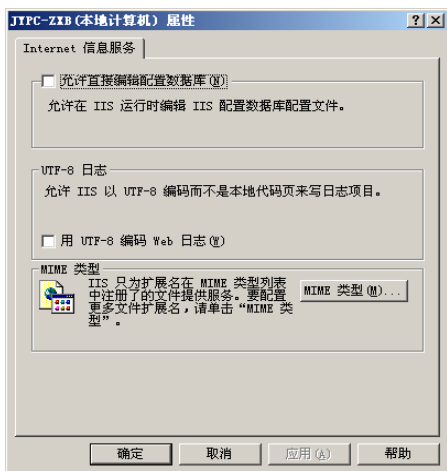 JYPC-ZXB(本地计算机) 属性
Internet 信息服务
允许直接编辑配置数据库(N)
允许在 IIS 运行时编辑 IIS 配置数据库配置文件。
UTF-8 日志
允许 IIS 以 UTF-8 编码而不是本地代码页来写日志项目。
用 UTF-8 编码 Web 日志(W)
MIME 类型
IIS 只为扩展名在 MIME 类型列表
中注册了的文件提供服务。要配置
更多文件扩展名，请单击“MIME 类
型”。
MIME 类型(M)...
确定
取消
应用(A)
帮助